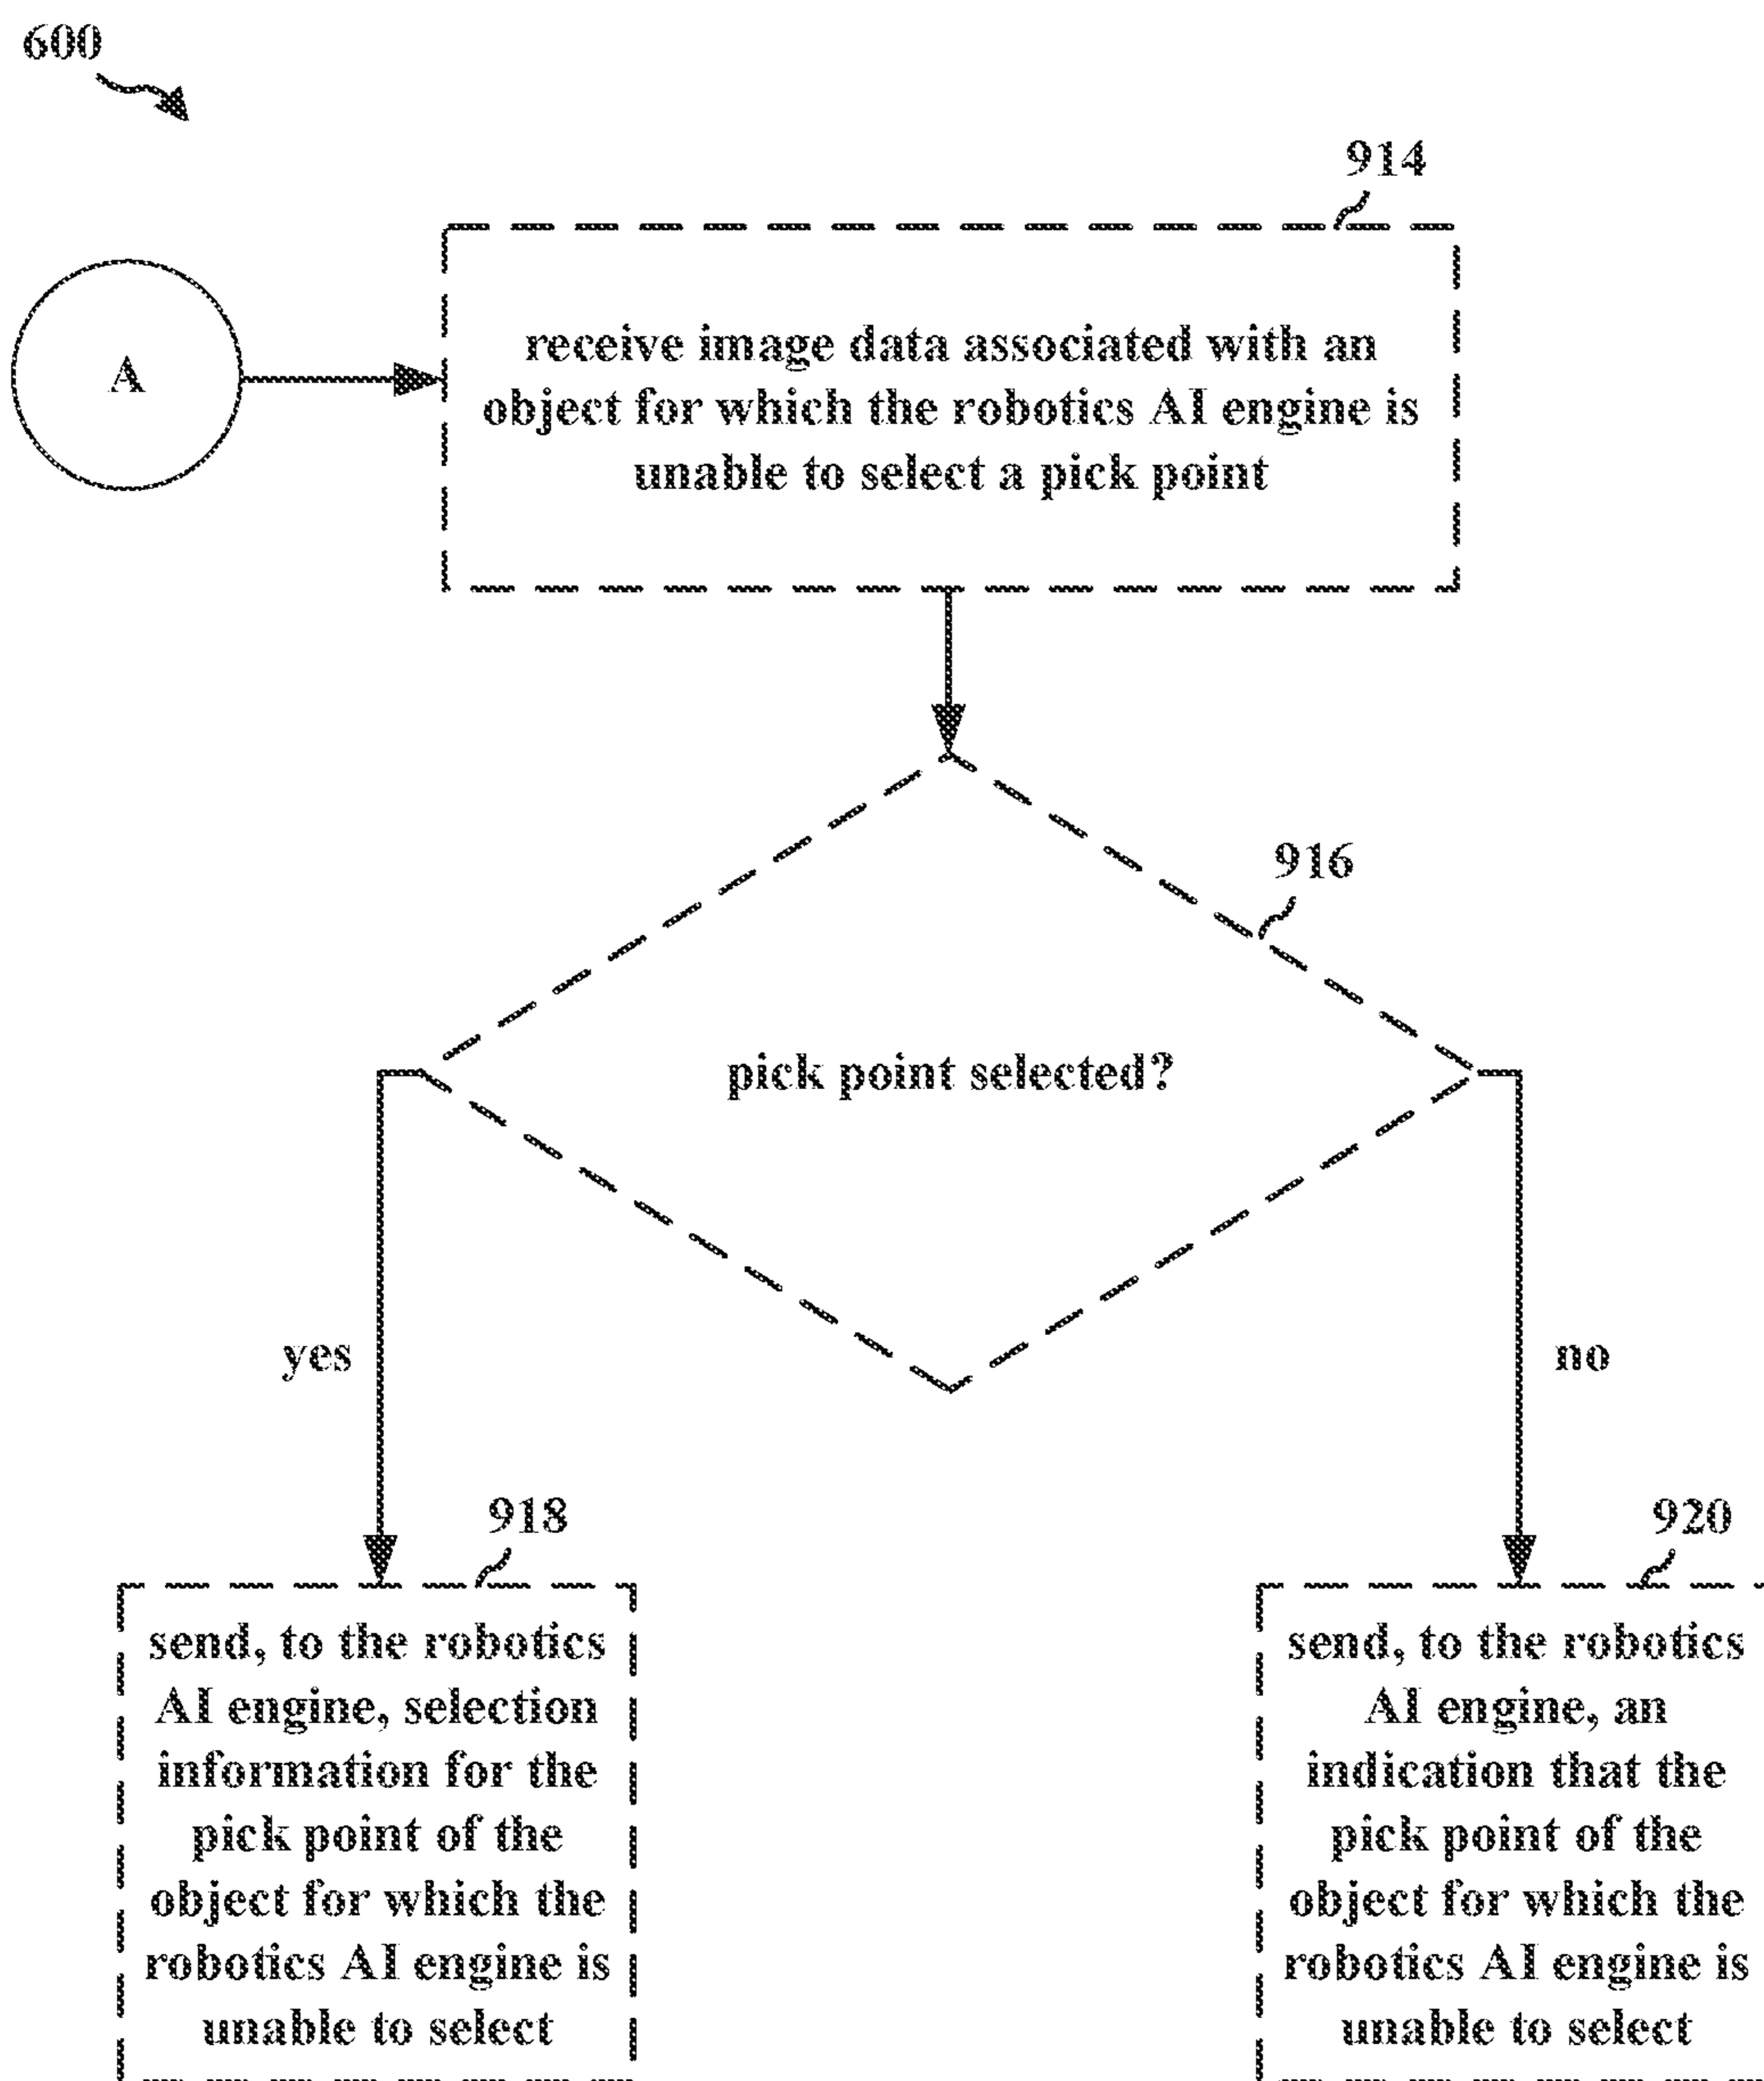 600
914
A
receive image data associated with an
object for which the robotics AI engine is
unable to select a pick point
916
pick point selected?
yes
no
918
920
send, to the robotics
AI engine, selection
information for the
pick point of the
object for which the
robotics AI engine is
unable to select
send, to the robotics
AI engine, an
indication that the
pick point of the
object for which the
robotics AI engine is
unable to select